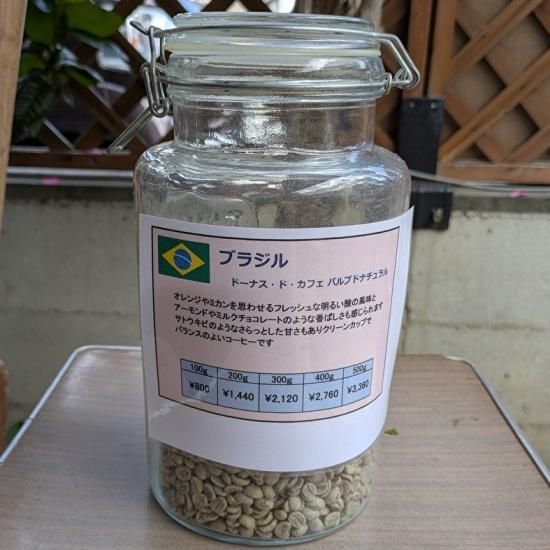 ブラジル
ドーナス・ド・カフェ パルプドナチュラル
オレンジやミカンを思わせるフレッシュな明るい酸の風味と
アーモンドやミルクチョコレートのような香ばしさも感じられます
サトウキビのようなさらっとした甘さもありクリーンカップで
バランスのよいコーヒーです
100g 200g 300g 400g 500g
¥800 ¥1,440 ¥2,120 ¥2,760 ¥3,360